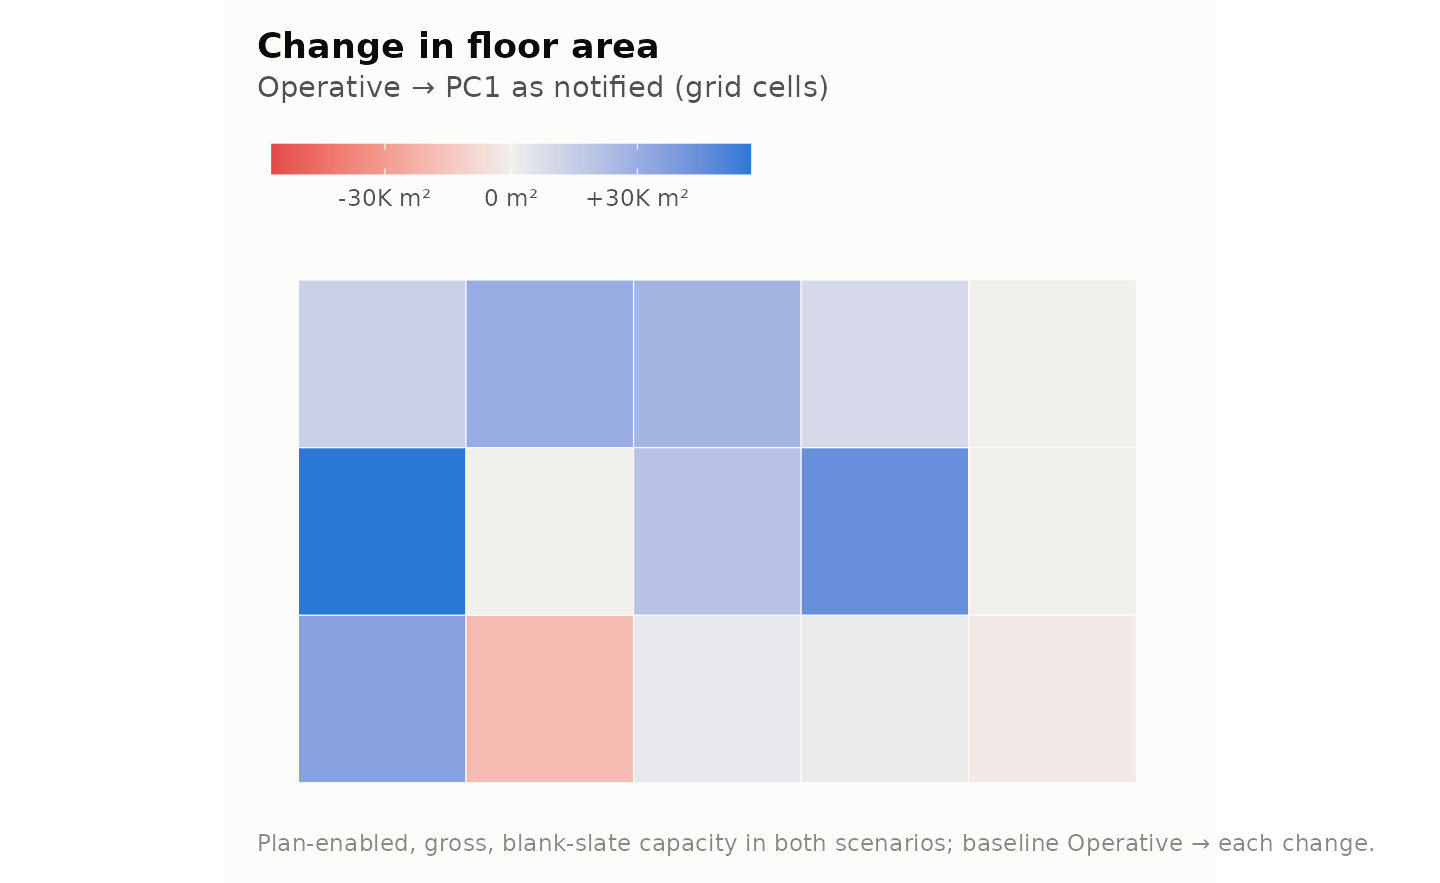 Change in floor area
Operative → PC1 as notified (grid cells)
-30K m² 0 m² +30K m²
Plan-enabled, gross, blank-slate capacity in both scenarios; baseline Operative → each change.